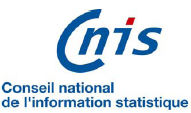 Cnis
Conseil national
de l'information statistique